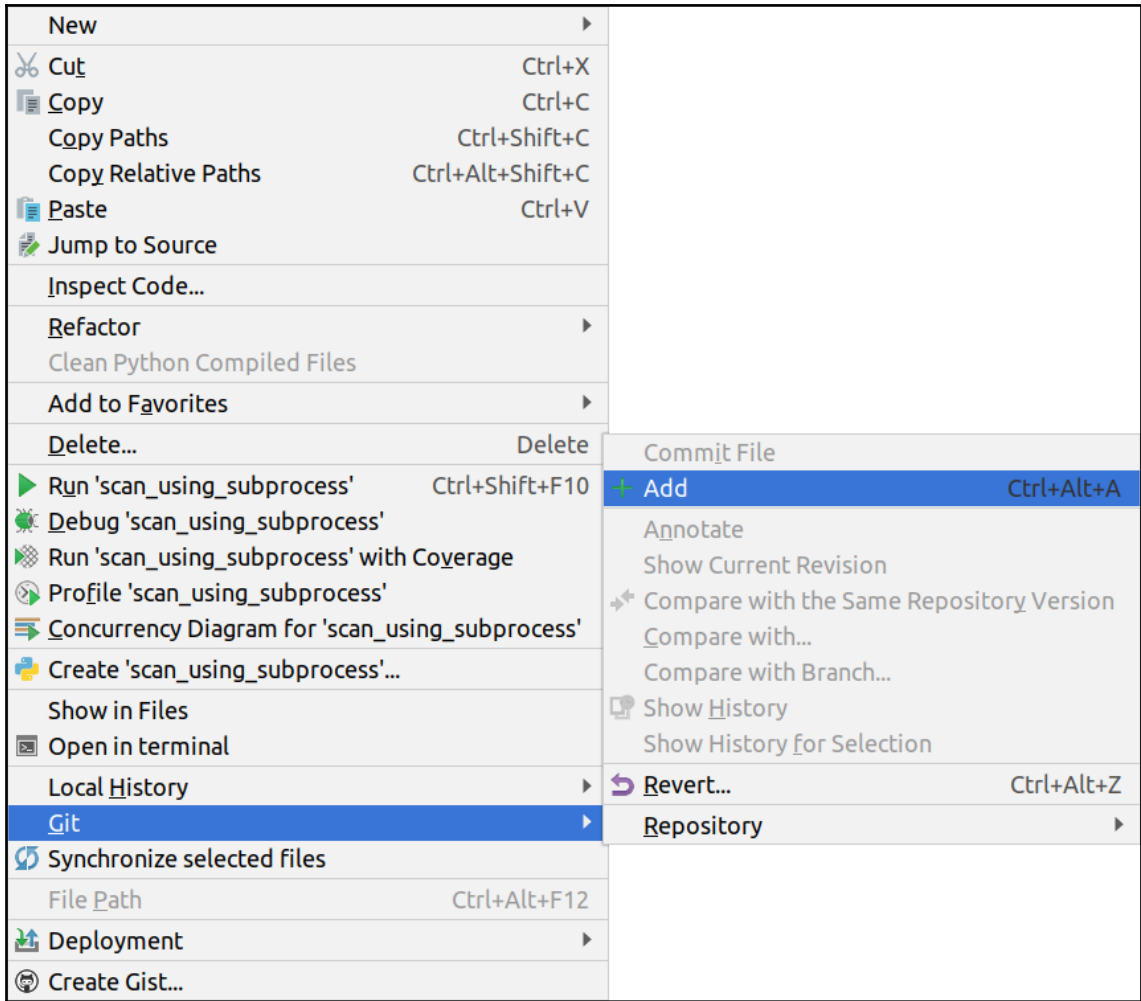 New
Cut Ctrl+X
Copy Ctrl+C
Copy Paths Ctrl+Shift+C
Copy Relative Paths Ctrl+Alt+Shift+C
Paste Ctrl+V
Jump to Source
Inspect Code...
Refactor
Clean Python Compiled Files
Add to Favorites
Delete... Delete
Run 'scan_using_subprocess' Ctrl+Shift+F10
Debug 'scan_using_subprocess'
Run 'scan_using_subprocess' with Coverage
Profile 'scan_using_subprocess'
Concurrency Diagram for 'scan_using_subprocess'
Create 'scan_using_subprocess'...
Show in Files
Open in terminal
Local History
Git
Synchronize selected files
File Path Ctrl+Alt+F12
Deployment
Create Gist...
Commit File
Add Ctrl+Alt+A
Annotate
Show Current Revision
Compare with the Same Repository Version
Compare with...
Compare with Branch...
Show History
Show History for Selection
Revert... Ctrl+Alt+Z
Repository